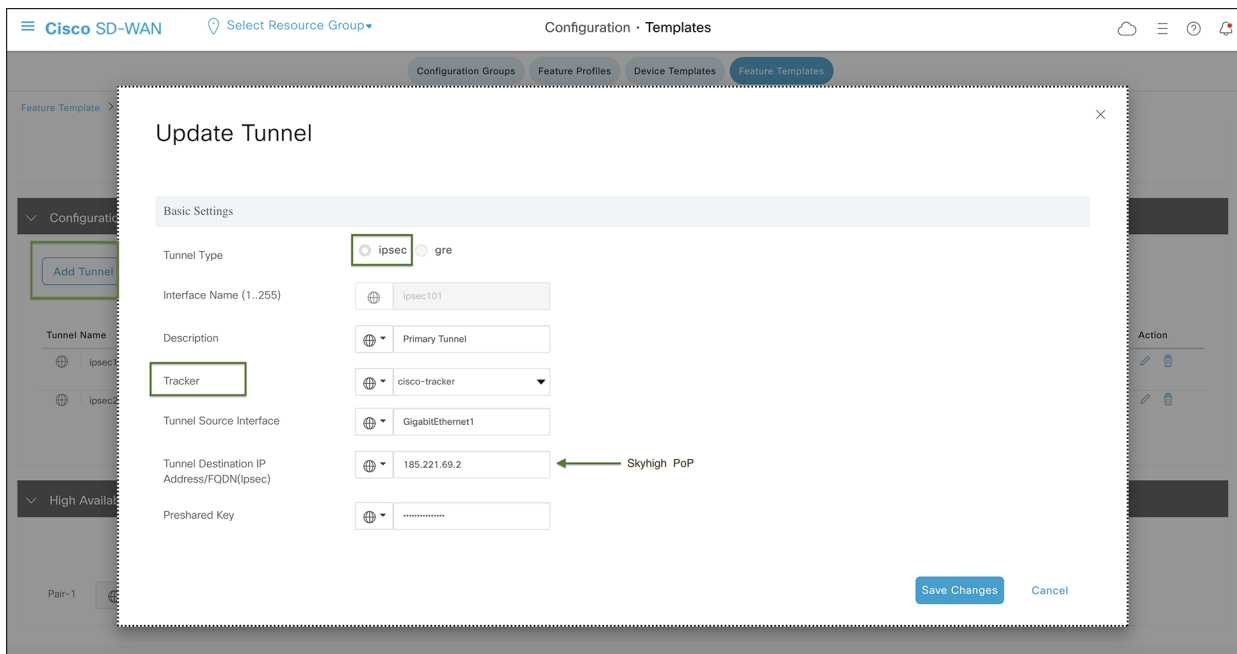 Cisco SD-WAN
Select Resource Group
Configuration · Templates
Configuration Groups
Feature Profiles
Device Templates
Feature Templates
Feature Template >
Update Tunnel
Basic Settings
Configuratio
Tunnel Type
ipsec
gre
Add Tunnel
Interface Name (1..255)
ipsec101
Tunnel Name
Description
Primary Tunnel
Action
ipsec1
Tracker
cisco-tracker
ipsec2
Tunnel Source Interface
GigabitEthernet1
Tunnel Destination IP
Address/FQDN(Ipsec)
185.221.69.2
Skyhigh PoP
High Availab
Preshared Key
...............
Save Changes
Cancel
Pair-1